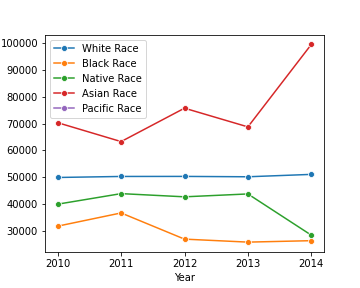 100000
90000
80000
70000
60000
50000
40000
30000
White Race
Black Race
Native Race
Asian Race
Pacific Race
2010 2011 2012 2013 2014
Year